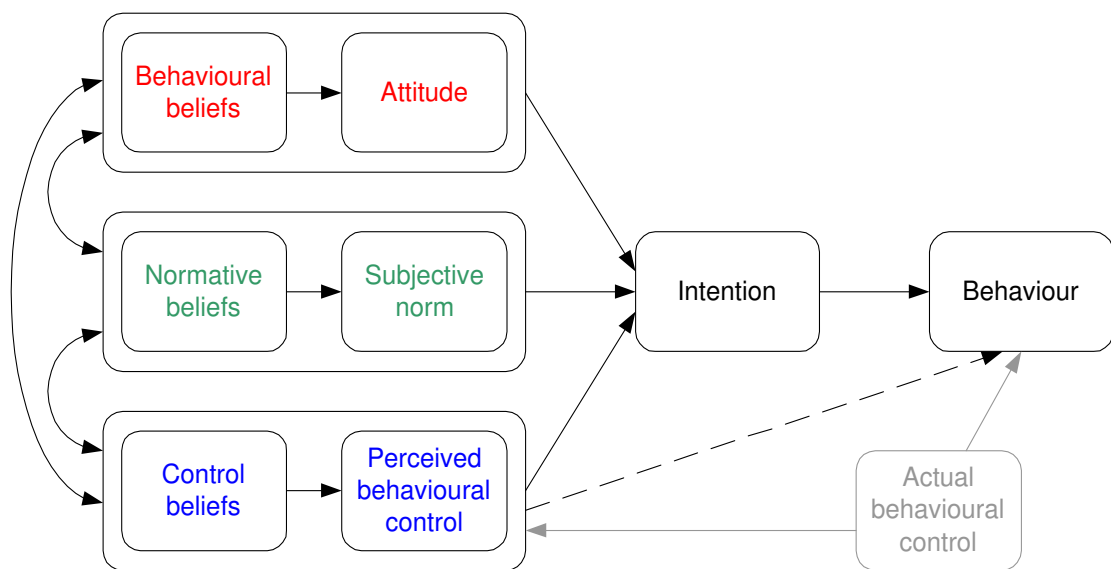 Behavioural
beliefs
Attitude
Normative
beliefs
Subjective
norm
Intention
Behaviour
Control
beliefs
Perceived
behavioural
control
Actual
behavioural
control